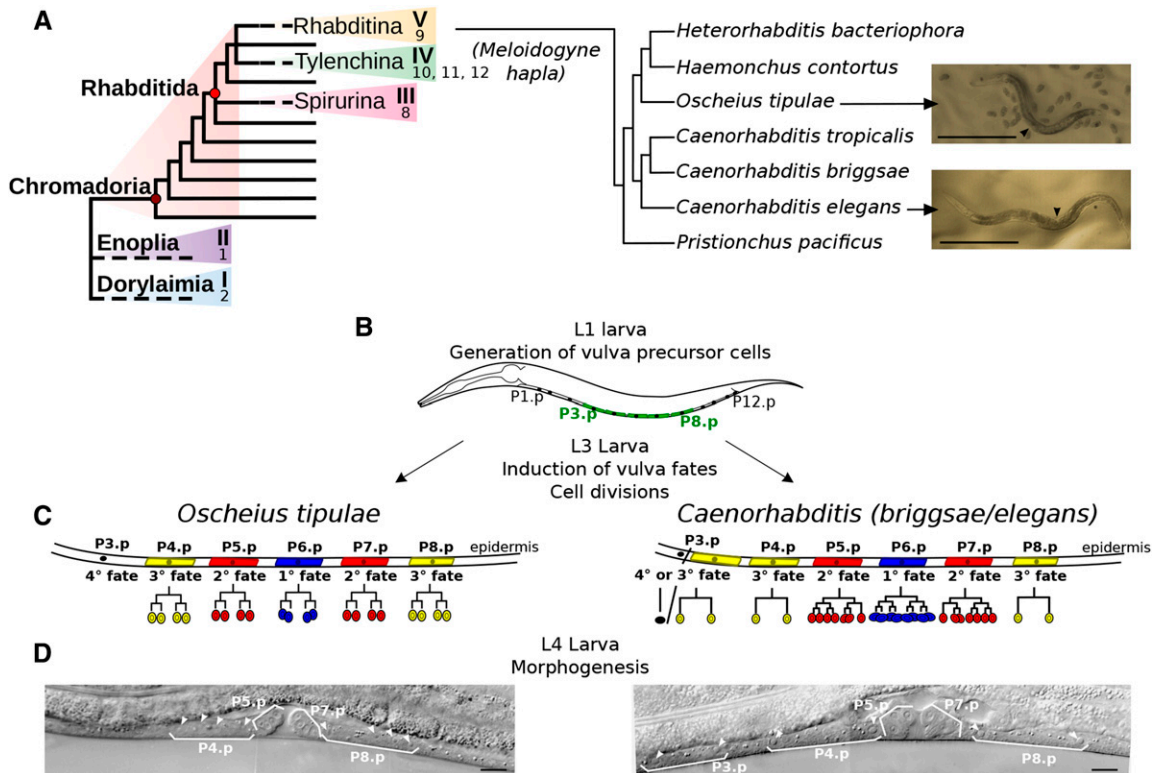 A
Rhabditina V
9
Tylenchina IV
10, 11, 12
Rhabditida
Spirurina III
8
Chromadoria
Enoplia II
1
Dorylaimia I
2
(Meloidogyne
hapla)
Heterorhabditis bacteriophora
Haemonchus contortus
Oscheius tipulae
Caenorhabditis tropicalis
Caenorhabditis briggsae
Caenorhabditis elegans
Pristionchus pacificus
*
B
L1 larva
Generation of vulva precursor cells
P1.p P12.p
P3.p P8.p
L3 Larva
Induction of vulva fates
Cell divisions
C
Oscheius tipulae
P3.p P4.p P5.p P6.p P7.p P8.p epidermis
4° fate 3° fate 2° fate 1° fate 2° fate 3° fate
Caenorhabditis (briggsae/elegans)
P3.p P4.p P5.p P6.p P7.p P8.p epidermis
4° or 3° fate 3° fate 2° fate 1° fate 2° fate 3° fate
D
L4 Larva
Morphogenesis
P5.p P7.p
P4.p P8.p
P5.p P7.p
P3.p P4.p P8.p